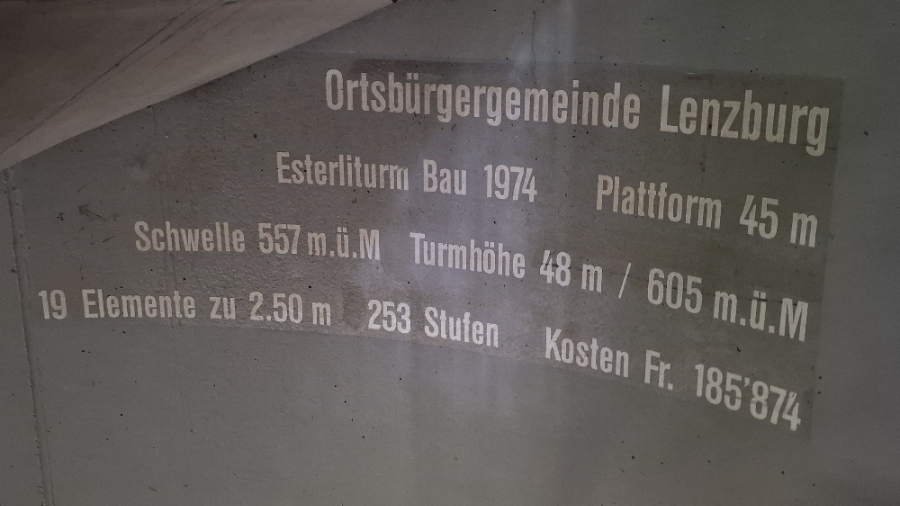 Ortsbürgergemeinde Lenzburg
Esterliturm Bau 1974 Plattform 45 m
Schwelle 557 m.ü.M Turmhöhe 48 m / 605 m.ü.M
19 Elemente zu 2.50 m 253 Stufen Kosten Fr. 185'874